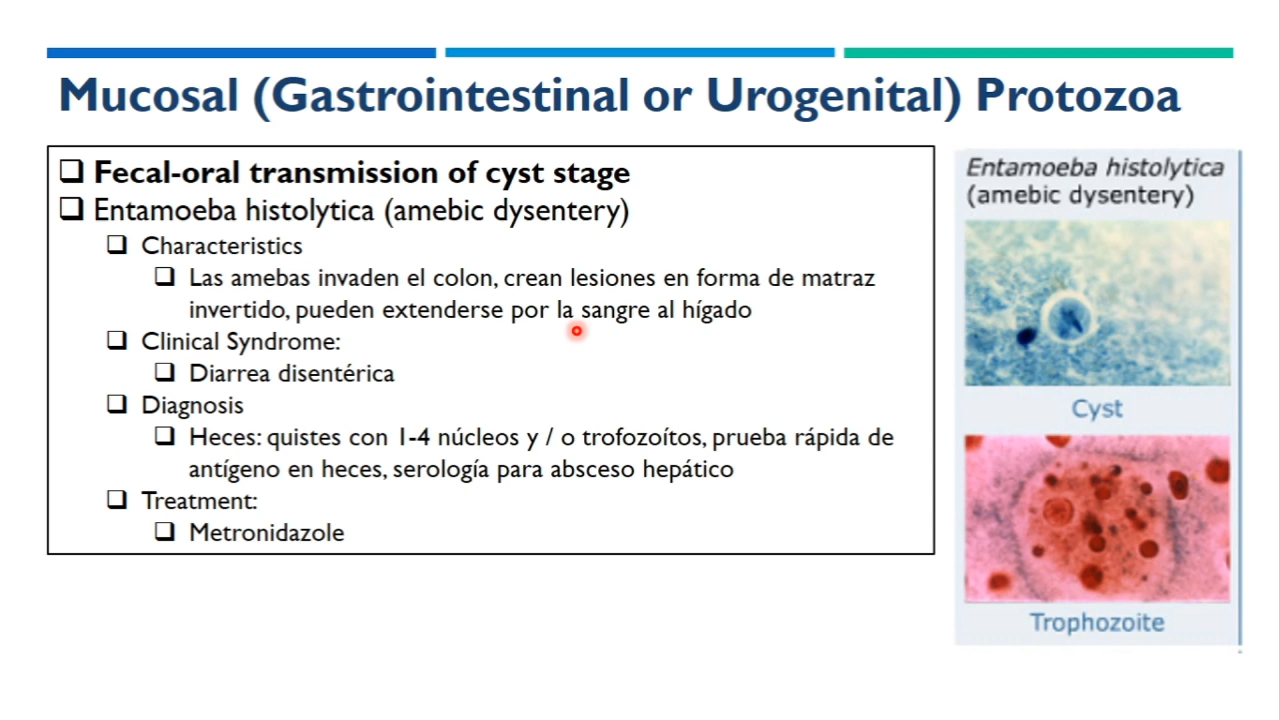 Mucosal (Gastrointestinal or Urogenital) Protozoa
Fecal-oral transmission of cyst stage
Entamoeba histolytica (amebic dysentery)
Characteristics
Las amebas invaden el colon, crean lesiones en forma de matraz
invertido, pueden extenderse por la sangre al hígado
Clinical Syndrome:
Diarrea disentérica
Diagnosis
Heces: quistes con 1-4 núcleos y / o trofozoítos, prueba rápida de
antígeno en heces, serología para absceso hepático
Treatment:
Metronidazole
Entamoeba histolytica
(amebic dysentery)
Cyst
Trophozoite